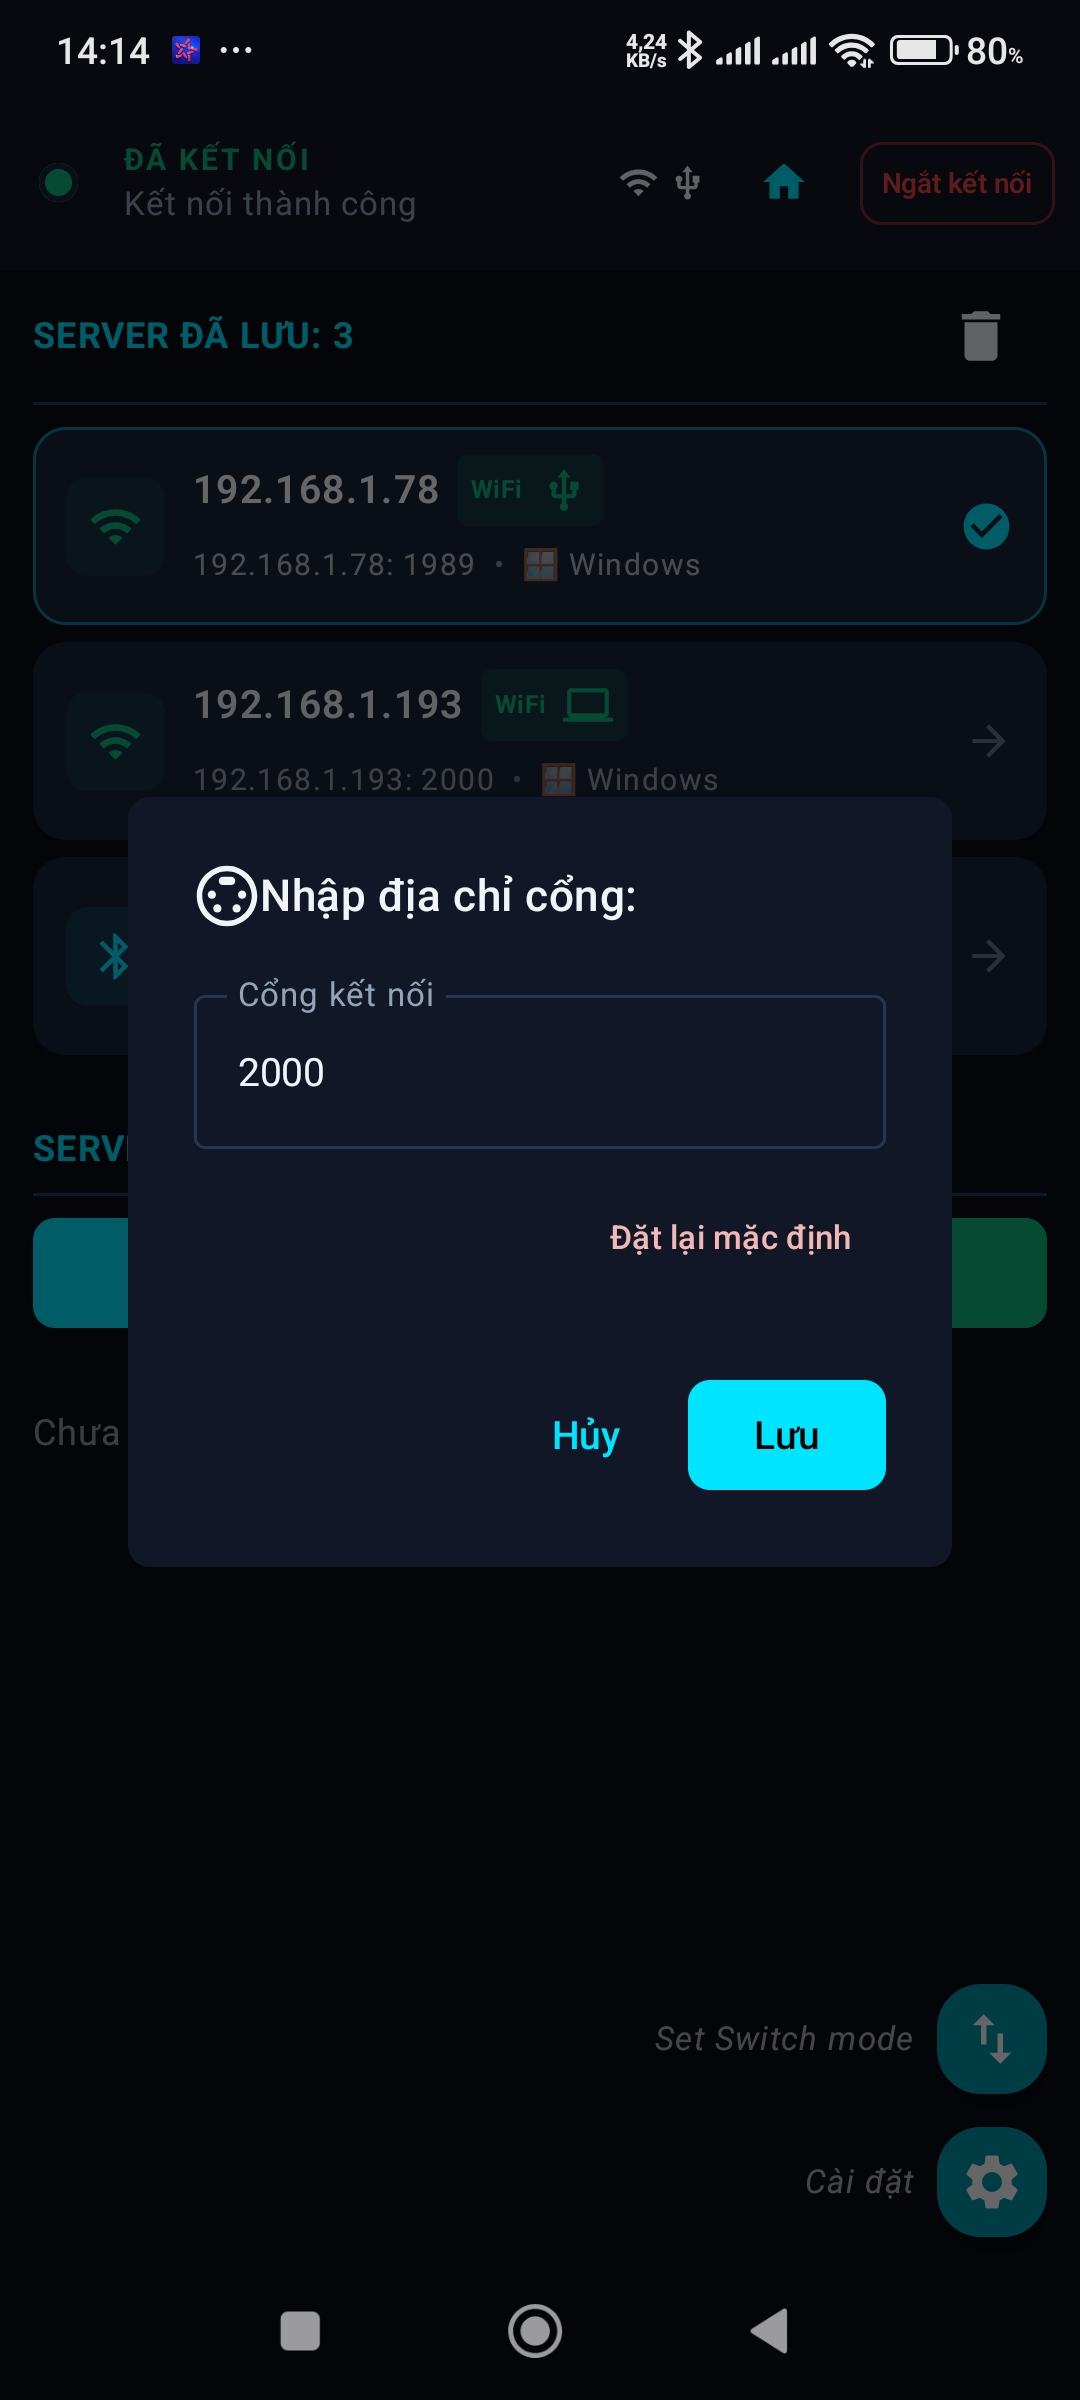 14:14
4,24
KB/s
80%
ĐÃ KẾT NỐI
Kết nối thành công
Ngắt kết nối
SERVER ĐÃ LƯU: 3
192.168.1.78
WiFi
192.168.1.78: 1989 • Windows
192.168.1.193
WiFi
192.168.1.193: 2000 • Windows
Nhập địa chỉ cổng:
Cổng kết nối
2000
SERV
Đặt lại mặc định
Chưa
Hủy
Lưu
Set Switch mode
Cài đặt